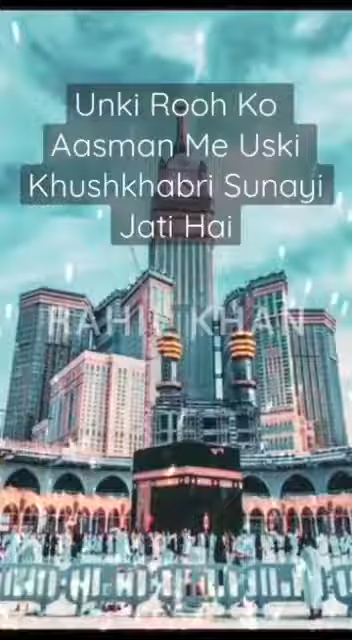 Unki Rooh Ko
Aasman Me Uski
Khushkhabri Sunayi
Jati Hai
KHAN